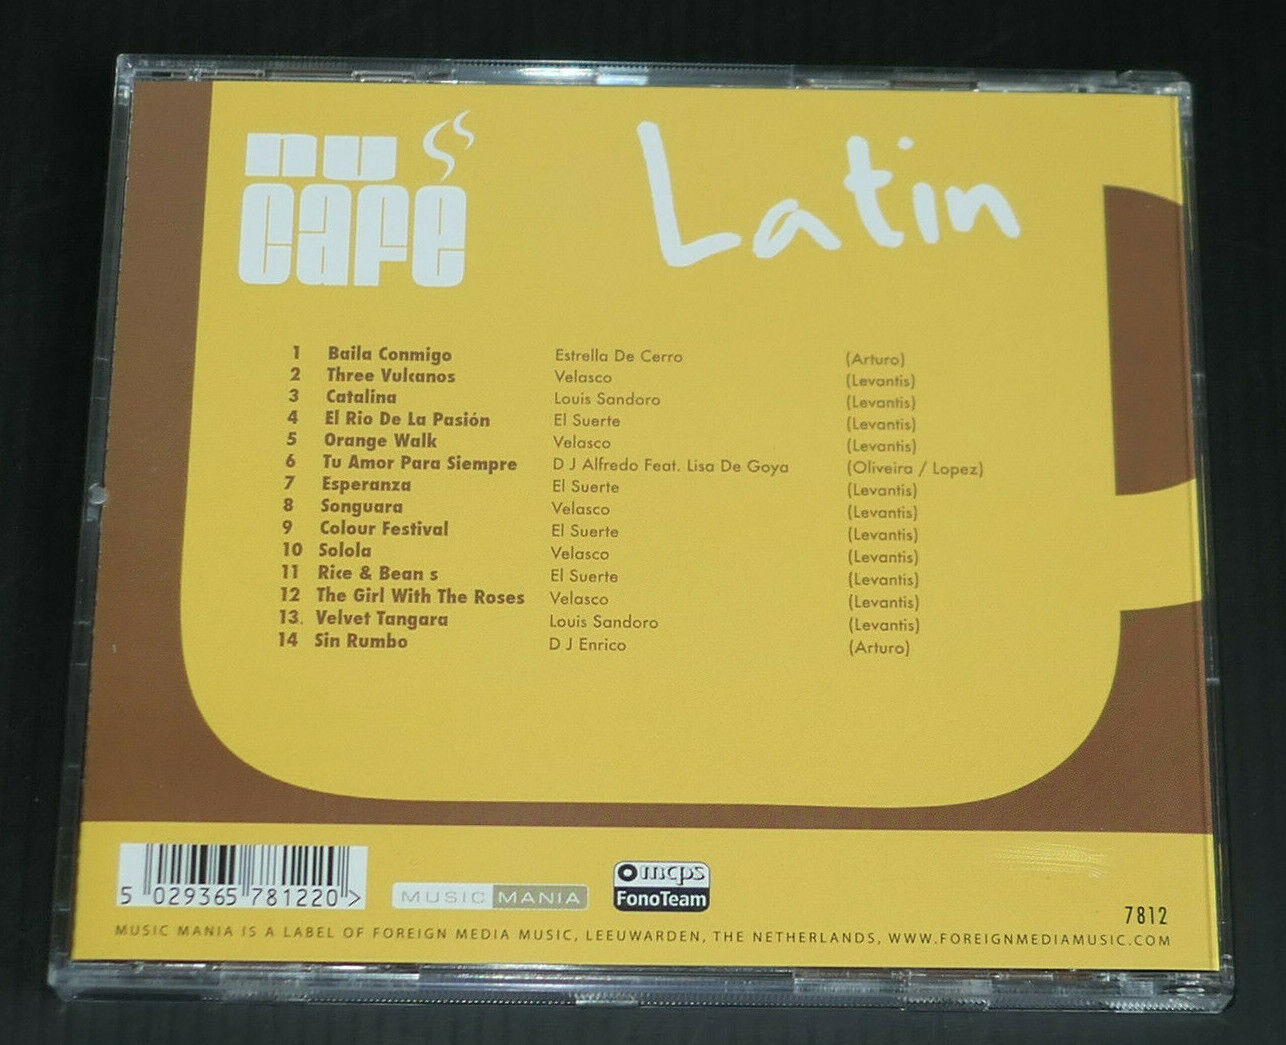 nu
café
Latin
1 Baila Conmigo Estrella De Cerro (Arturo)
2 Three Vulcanos Velasco (Levantis)
3 Catalina Louis Sandoro (Levantis)
4 El Rio De La Pasión El Suerte (Levantis)
5 Orange Walk Velasco (Levantis)
6 Tu Amor Para Siempre D J Alfredo Feat. Lisa De Goya (Oliveira / Lopez)
7 Esperanza El Suerte (Levantis)
8 Songuara Velasco (Levantis)
9 Colour Festival El Suerte (Levantis)
10 Solola Velasco (Levantis)
11 Rice & Bean s El Suerte (Levantis)
12 The Girl With The Roses Velasco (Levantis)
13. Velvet Tangara Louis Sandoro (Levantis)
14 Sin Rumbo D J Enrico (Arturo)
5 029365 781220 >
MUSIC MANIA
mcps
FonoTeam
7812
MUSIC MANIA IS A LABEL OF FOREIGN MEDIA MUSIC, LEEUWARDEN, THE NETHERLANDS, WWW.FOREIGNMEDIAMUSIC.COM